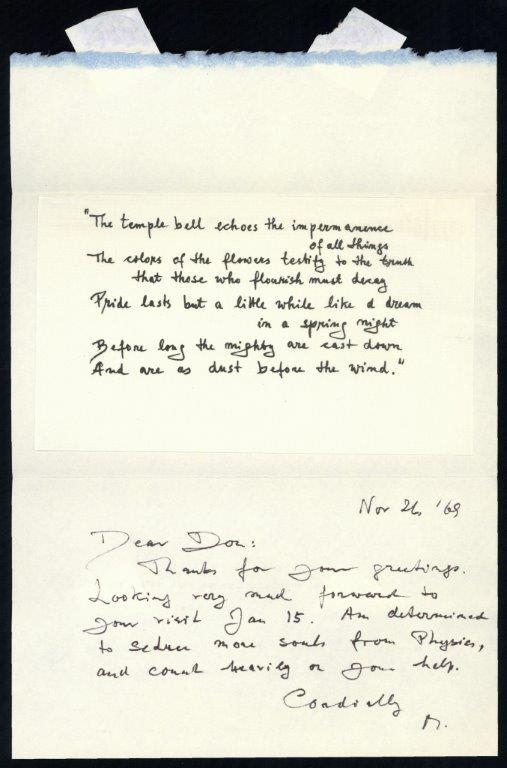 "The temple bell echoes the impermanence
of all things
The colors of the flowers testify to the truth
that those who flourish must decay
Pride lasts but a little while like a dream
in a spring night
Before long the mighty are cast down
And are as dust before the wind."
Nov 26, '69
Dear Don:
Thanks for your greetings.
Looking very much forward to
your visit Jan 15. Am determined
to seduce more souls from Physics,
and count heavily on your help.
Cordially
M.